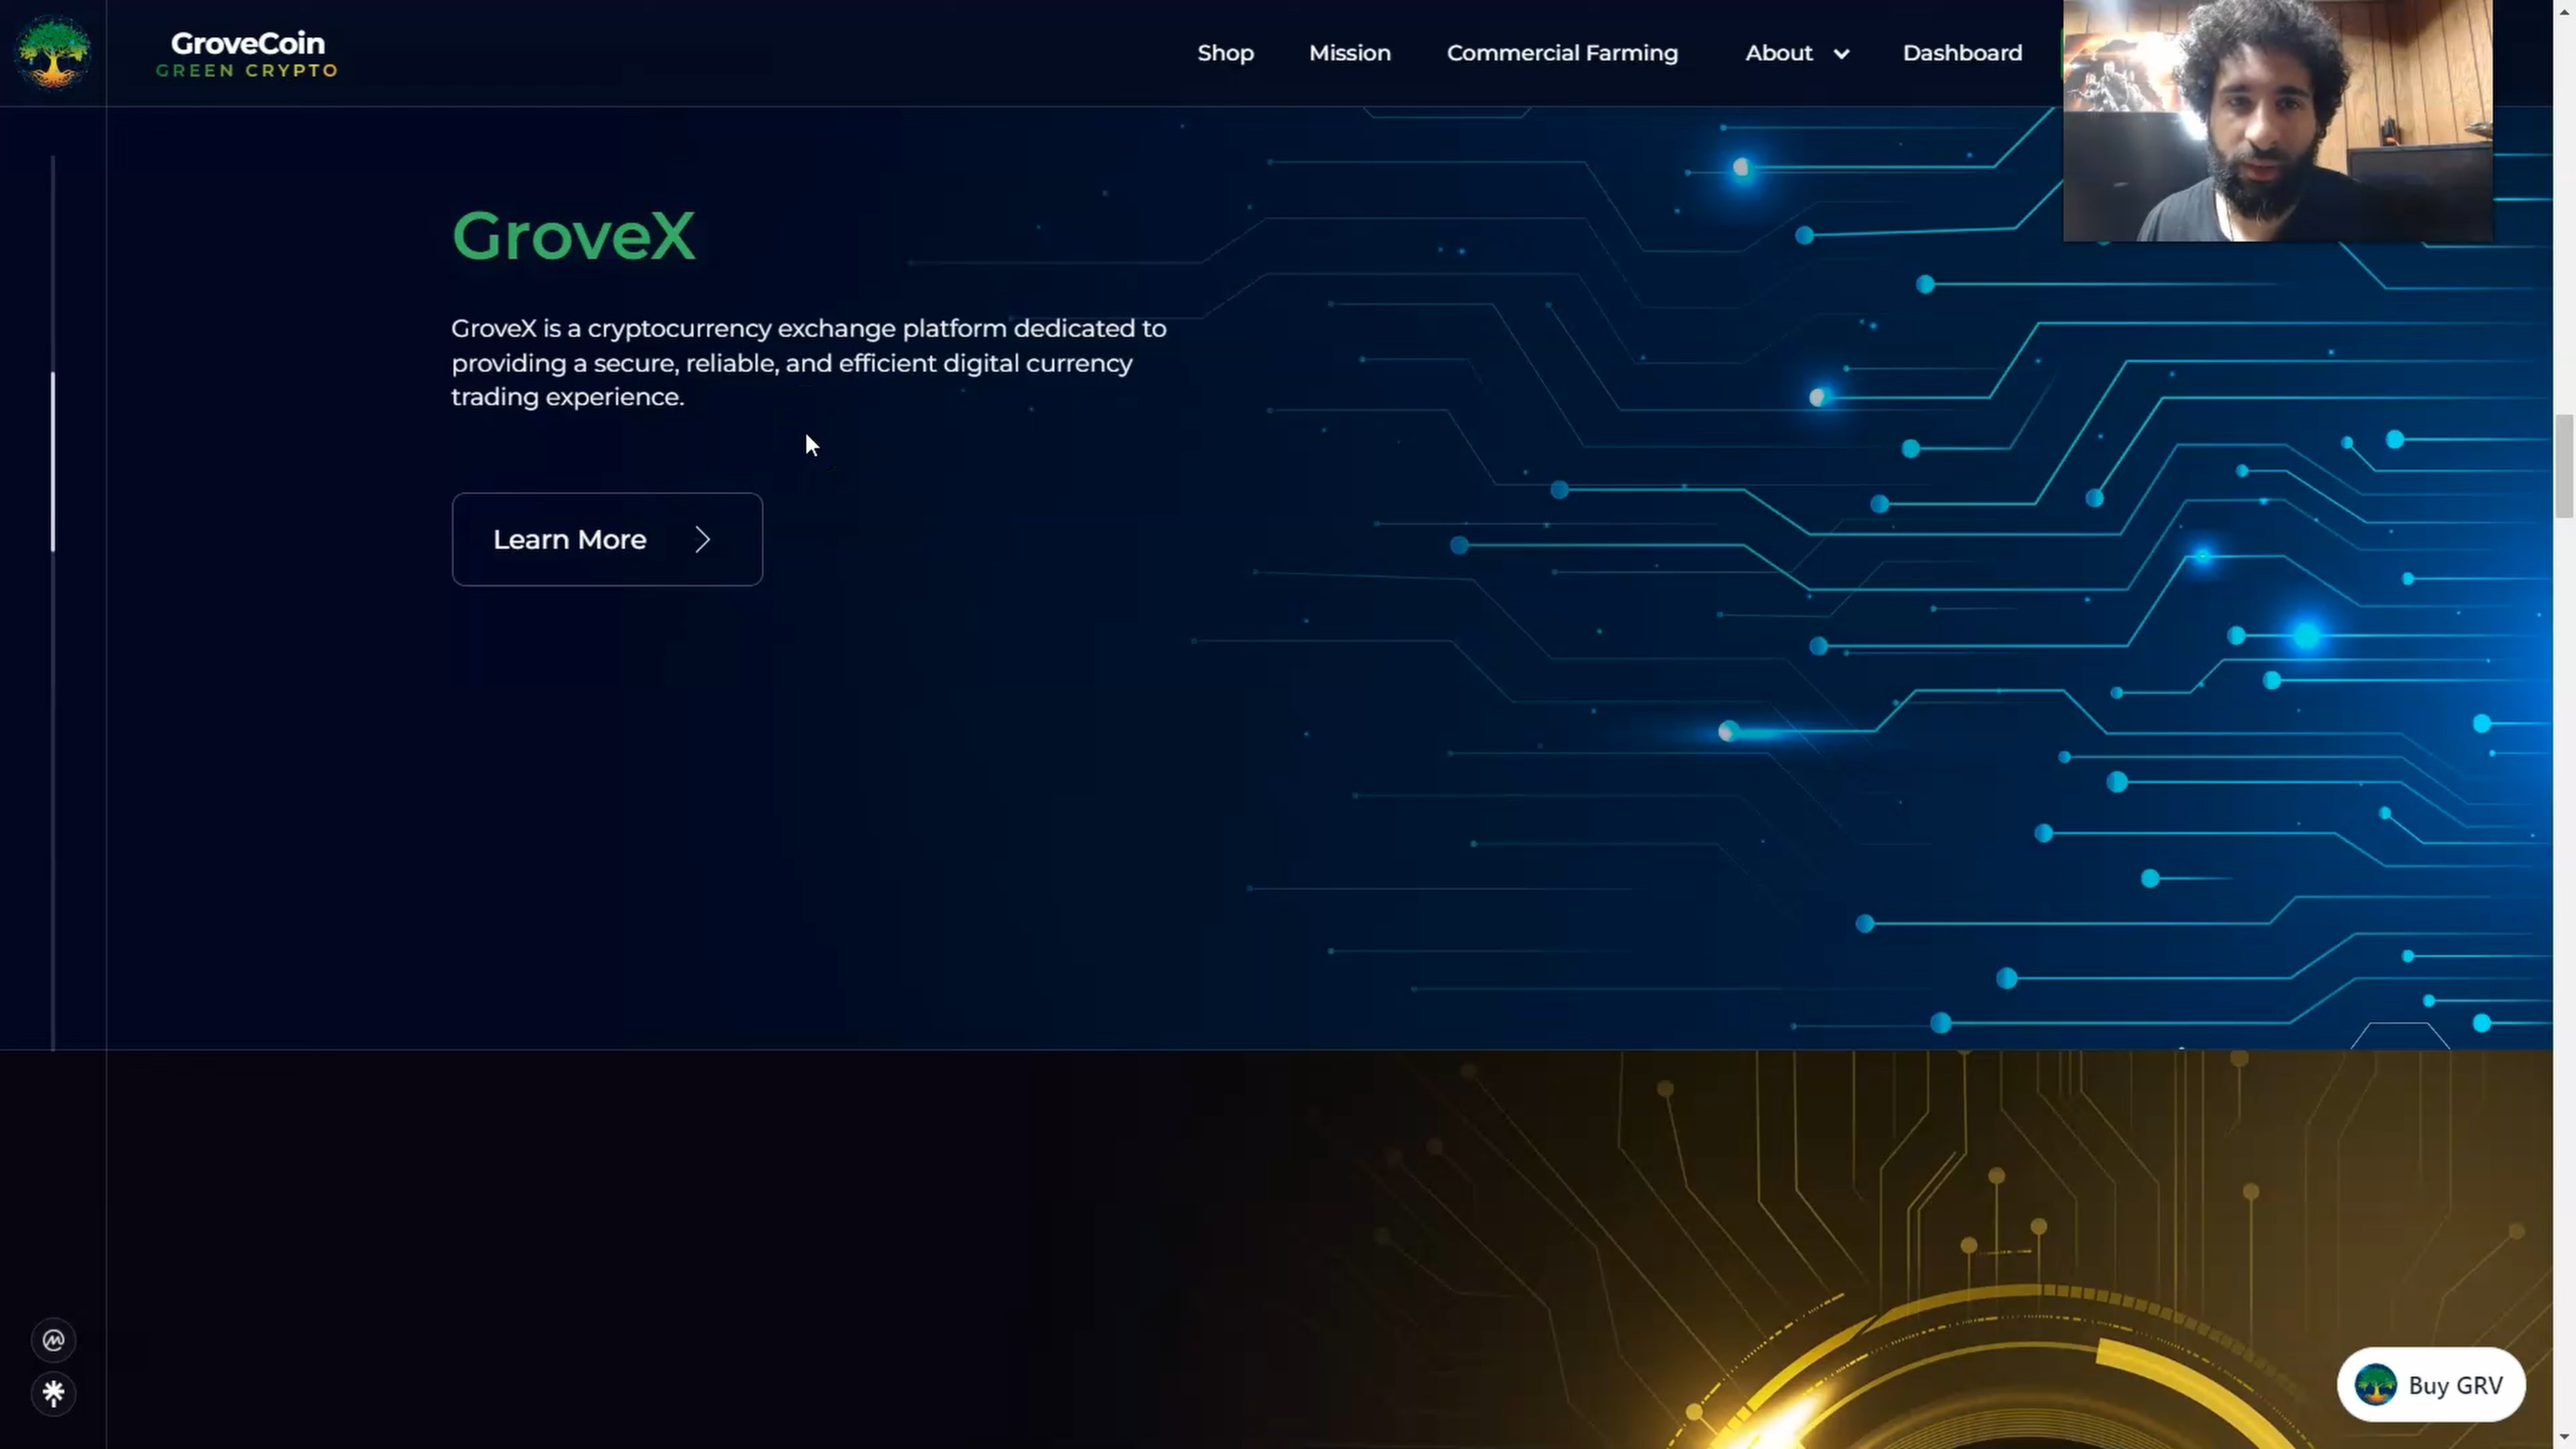 GroveCoin
GREEN CRYPTO
Shop
Mission
Commercial Farming
About
Dashboard
GroveX
GroveX is a cryptocurrency exchange platform dedicated to
providing a secure, reliable, and efficient digital currency
trading experience.
Learn More
Buy GRV